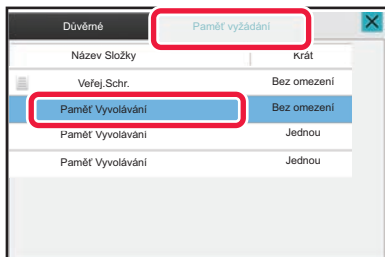 Důvěrné Paměť vyžádání
Název Složky Krát
Veřej.Schr. Bez omezení
Paměť Vyvolávání Bez omezení
Paměť Vyvolávání Jednou
Paměť Vyvolávání Jednou